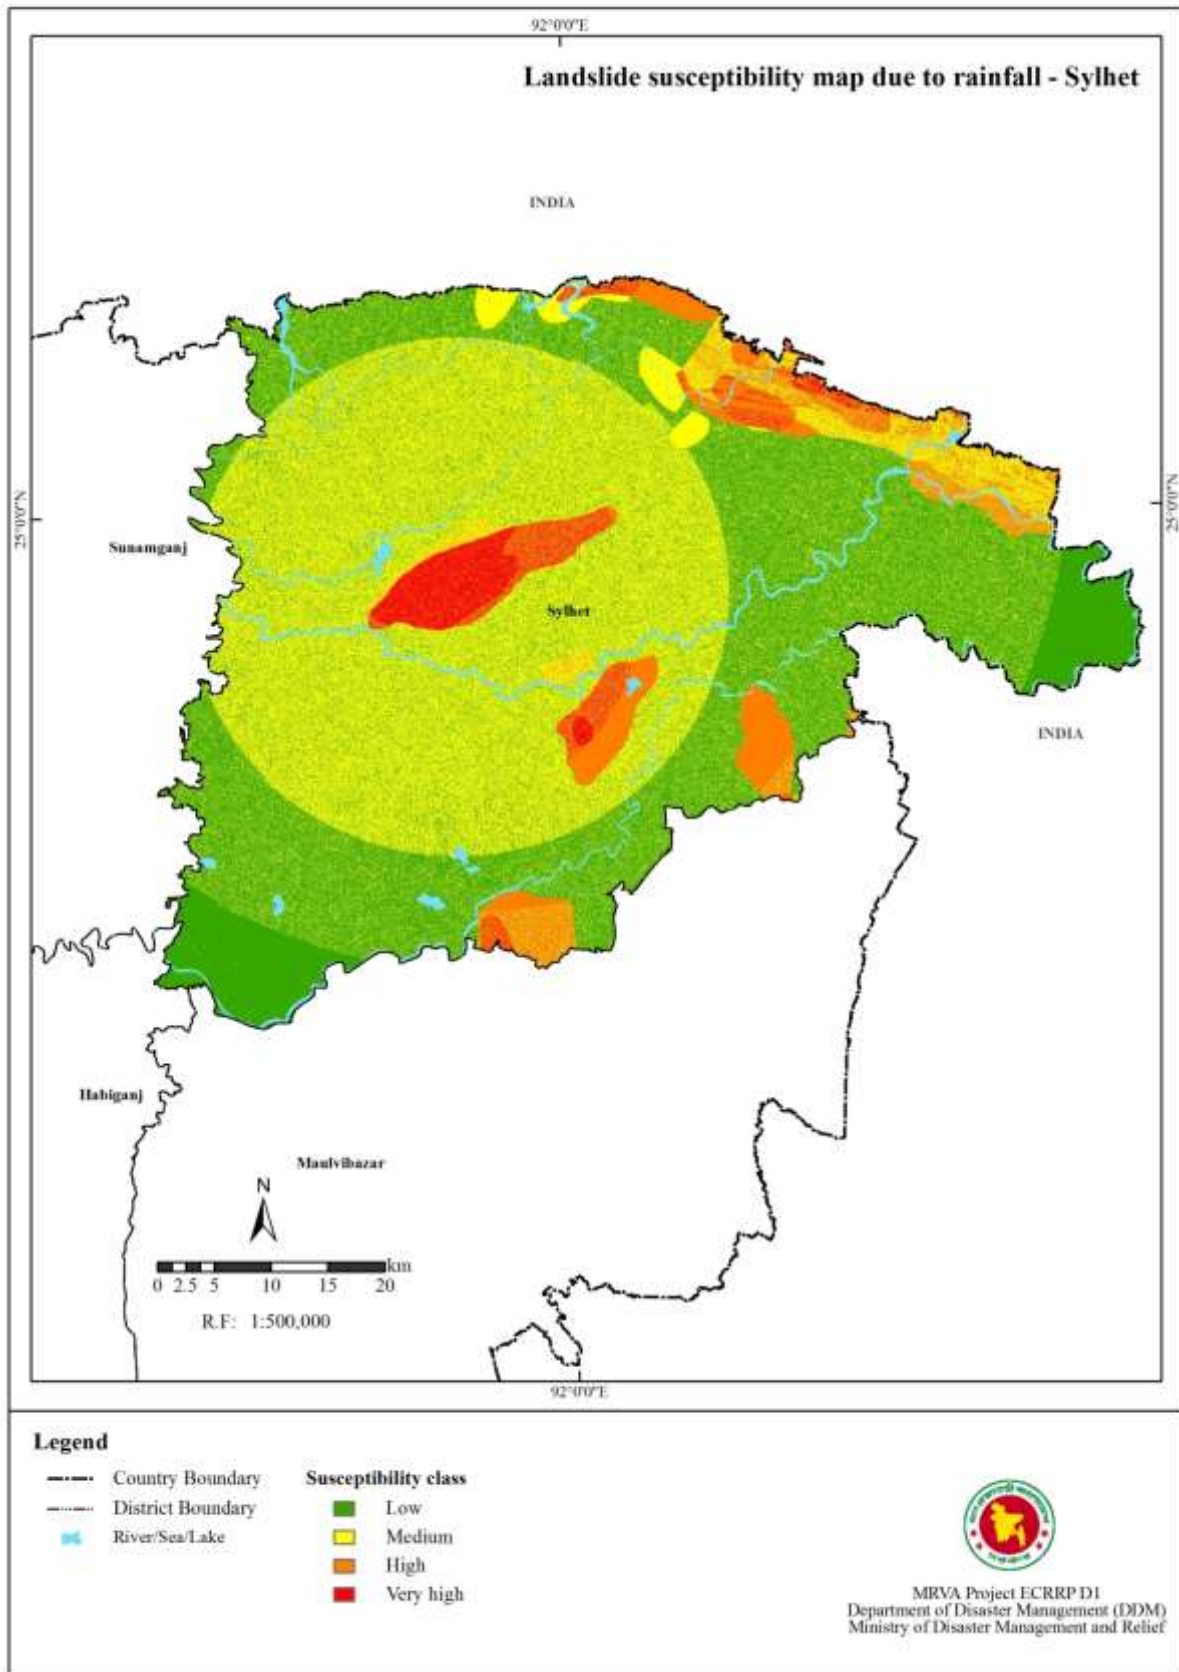 92°0'0"E
Landslide susceptibility map due to rainfall - Sylhet
INDIA
25°0'0"N
25°0'0"N
Sunamganj
Sylhet
INDIA
Habiganj
Maulvibazar
N
km
0 2.5 5 10 15 20
R.F: 1:500,000
92°0'0"E
Legend
Country Boundary
District Boundary
River/Sea/Lake
Susceptibility class
Low
Medium
High
Very high
MRVA Project ECRRP D1
Department of Disaster Management (DDM)
Ministry of Disaster Management and Relief